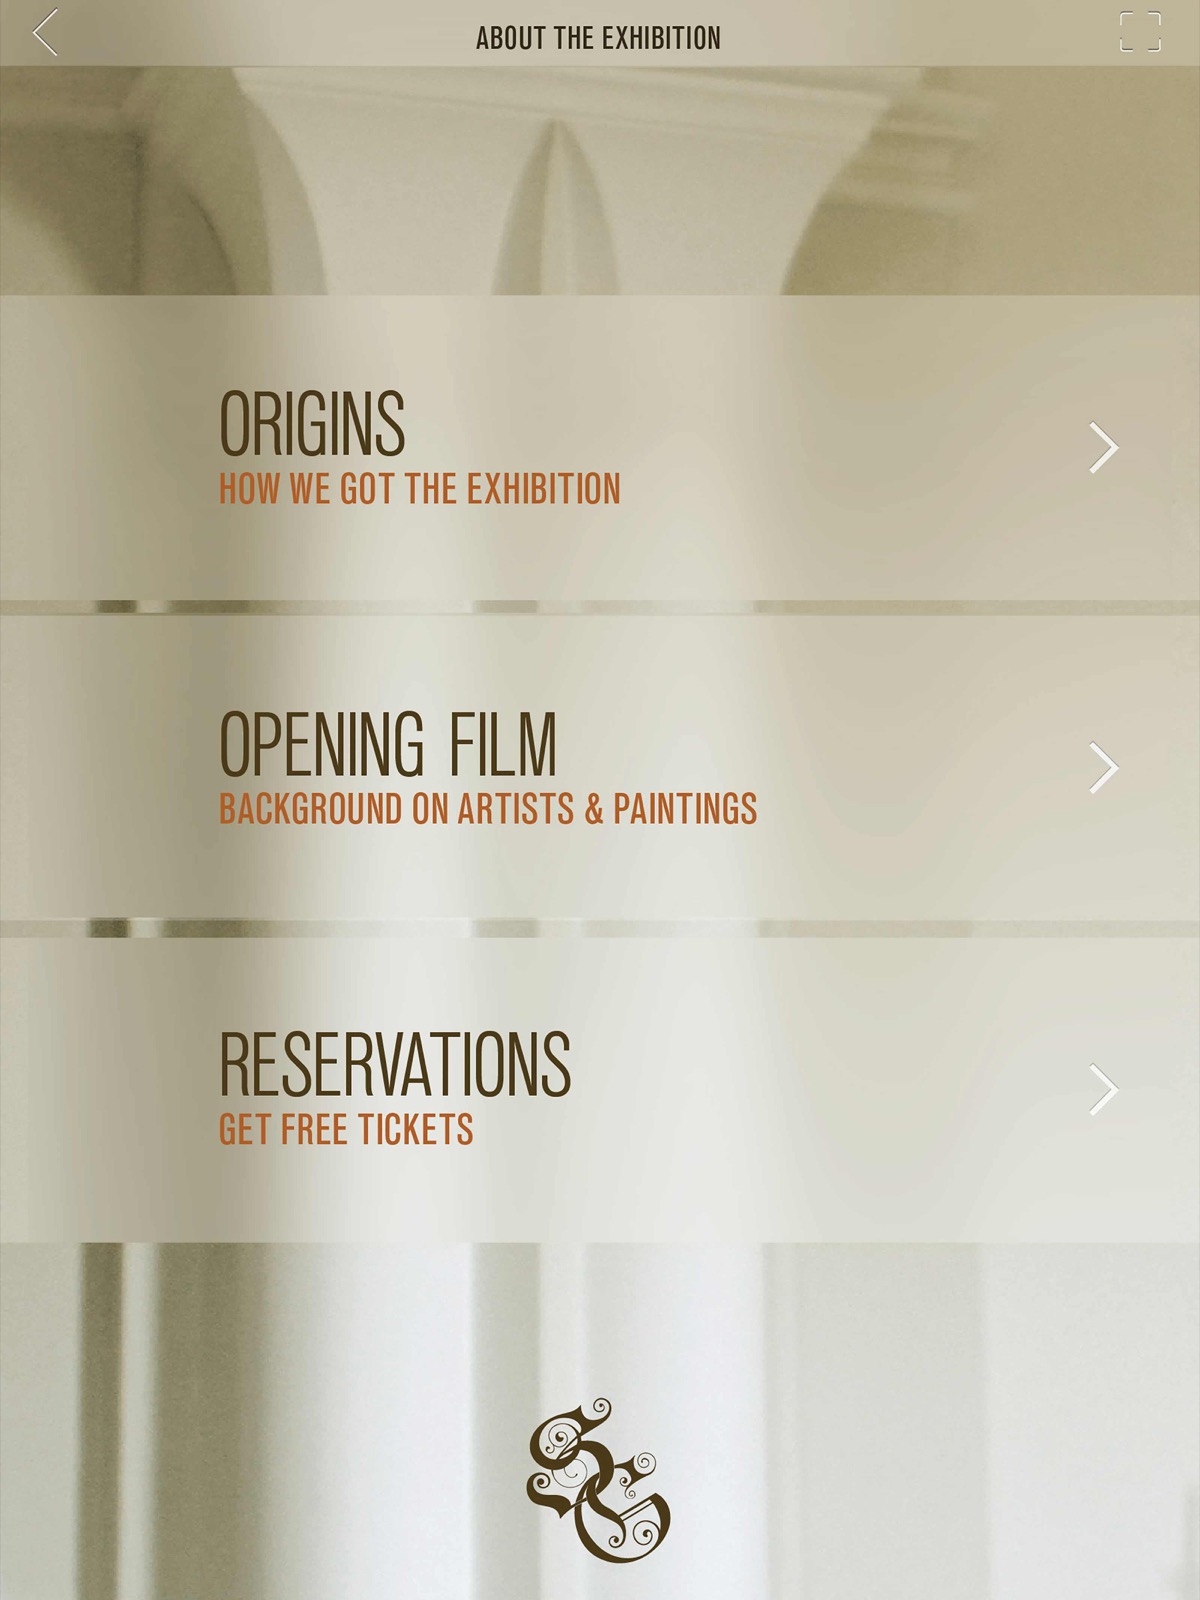 ABOUT THE EXHIBITION
ORIGINS
HOW WE GOT THE EXHIBITION
OPENING FILM
BACKGROUND ON ARTISTS & PAINTINGS
RESERVATIONS
GET FREE TICKETS